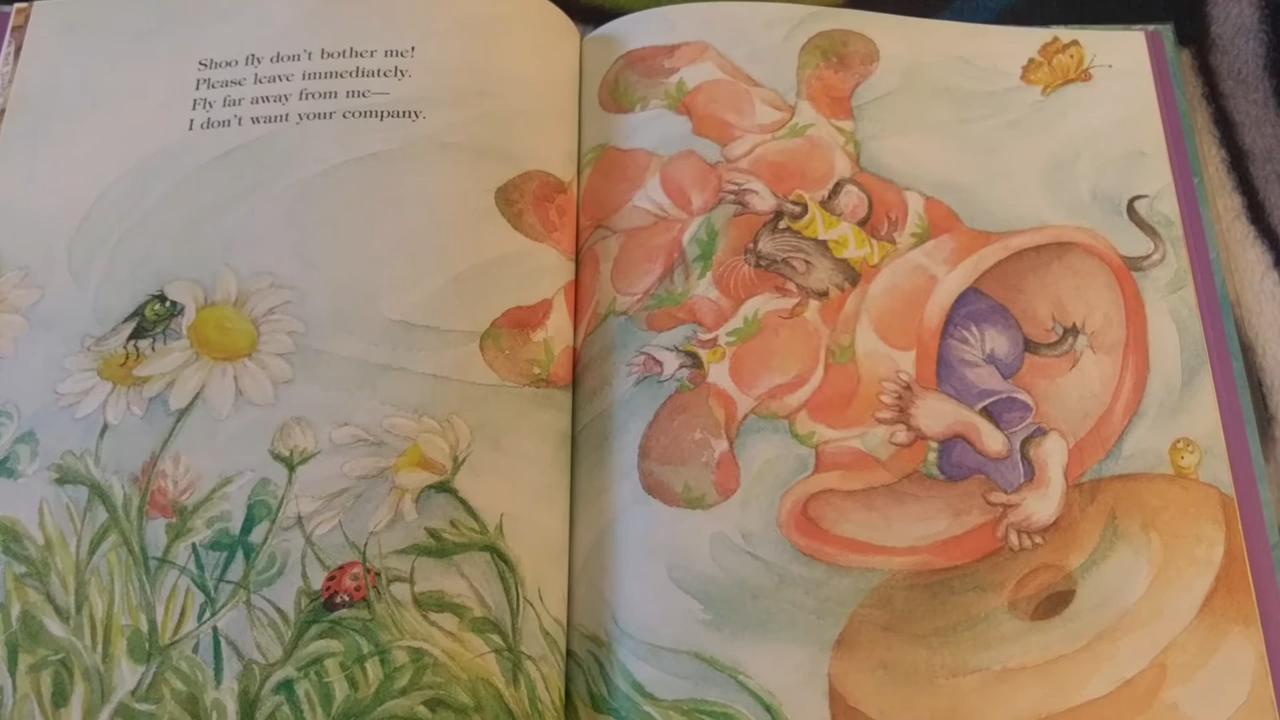 Shoo fly don't bother me!
Please leave immediately.
Fly far away from me—
I don't want your company.